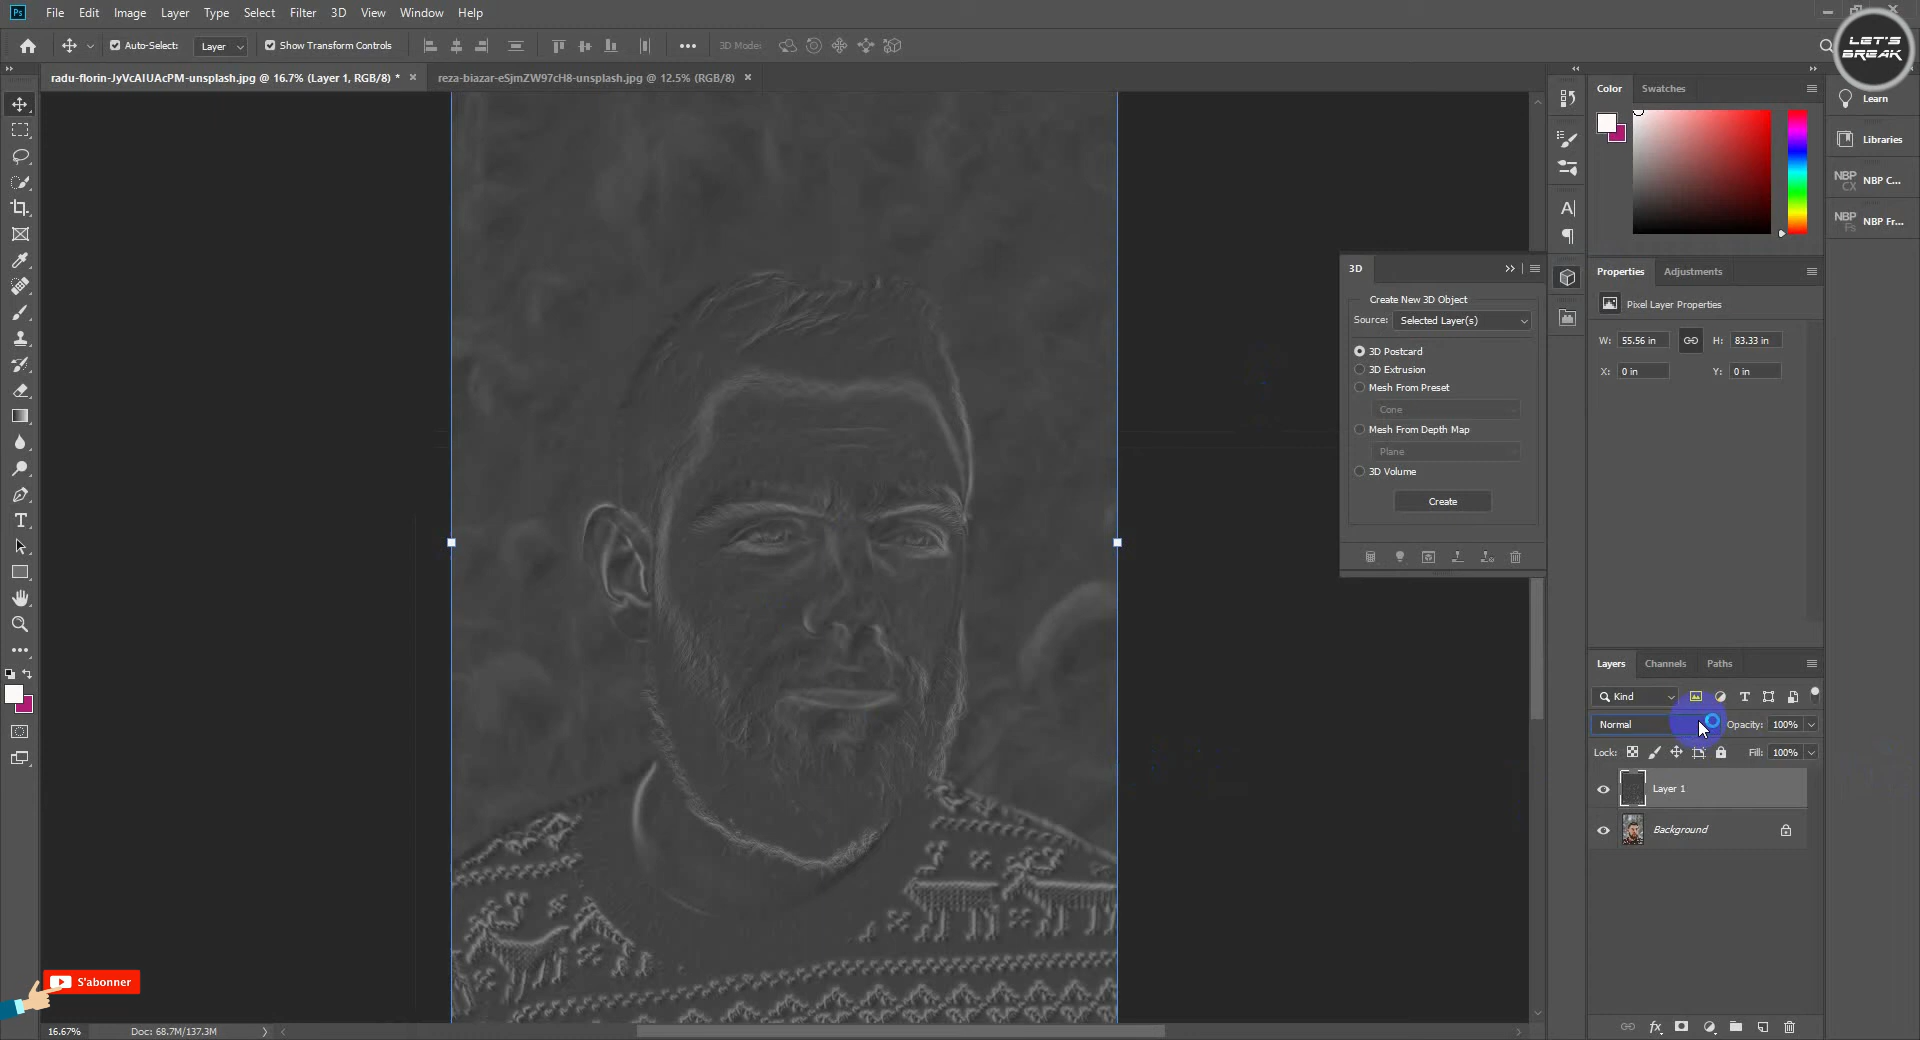 Ps File Edit Image Layer Type Select Filter 3D View Window Help
Auto-Select: Layer Show Transform Controls 3D Mode:
LET'S BREAK
radu-florin-JyVcAIUAcPM-unsplash.jpg @ 16.7% (Layer 1, RGB/8) * × reza-biazar-eSjmZW97cH8-unsplash.jpg @ 12.5% (RGB/8) ×
Color Swatches
Learn
Libraries
NBP CX NBP C...
NBP Fs NBP Fr...
3D
Create New 3D Object
Source: Selected Layer(s)
3D Postcard
3D Extrusion
Mesh From Preset
Cone
Mesh From Depth Map
Plane
3D Volume
Create
Properties Adjustments
Pixel Layer Properties
W: 55.56 in H: 83.33 in
X: 0 in Y: 0 in
Layers Channels Paths
Kind
Normal Opacity: 100%
Lock: Fill: 100%
Layer 1
Background
fx
S'abonner
16.67% Doc: 68.7M/137.3M